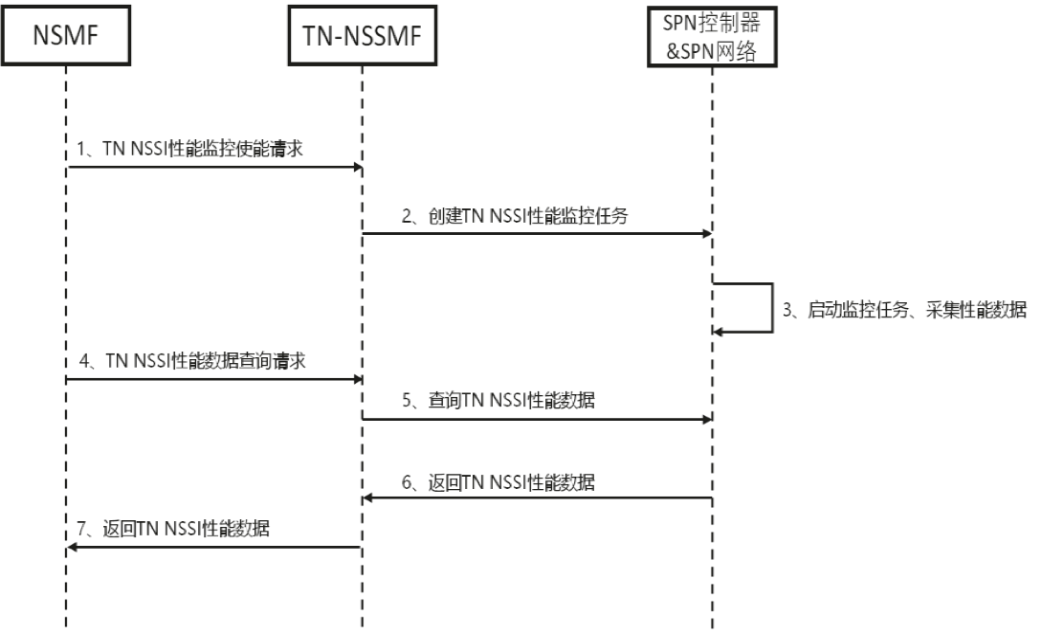 NSMF
TN-NSSMF
SPN控制器
&SPN网络
1、TN NSSI性能监控使能请求
2、创建TN NSSI性能监控任务
3、启动监控任务、采集性能数据
4、TN NSSI性能数据查询请求
5、查询TN NSSI性能数据
6、返回TN NSSI性能数据
7、返回TN NSSI性能数据